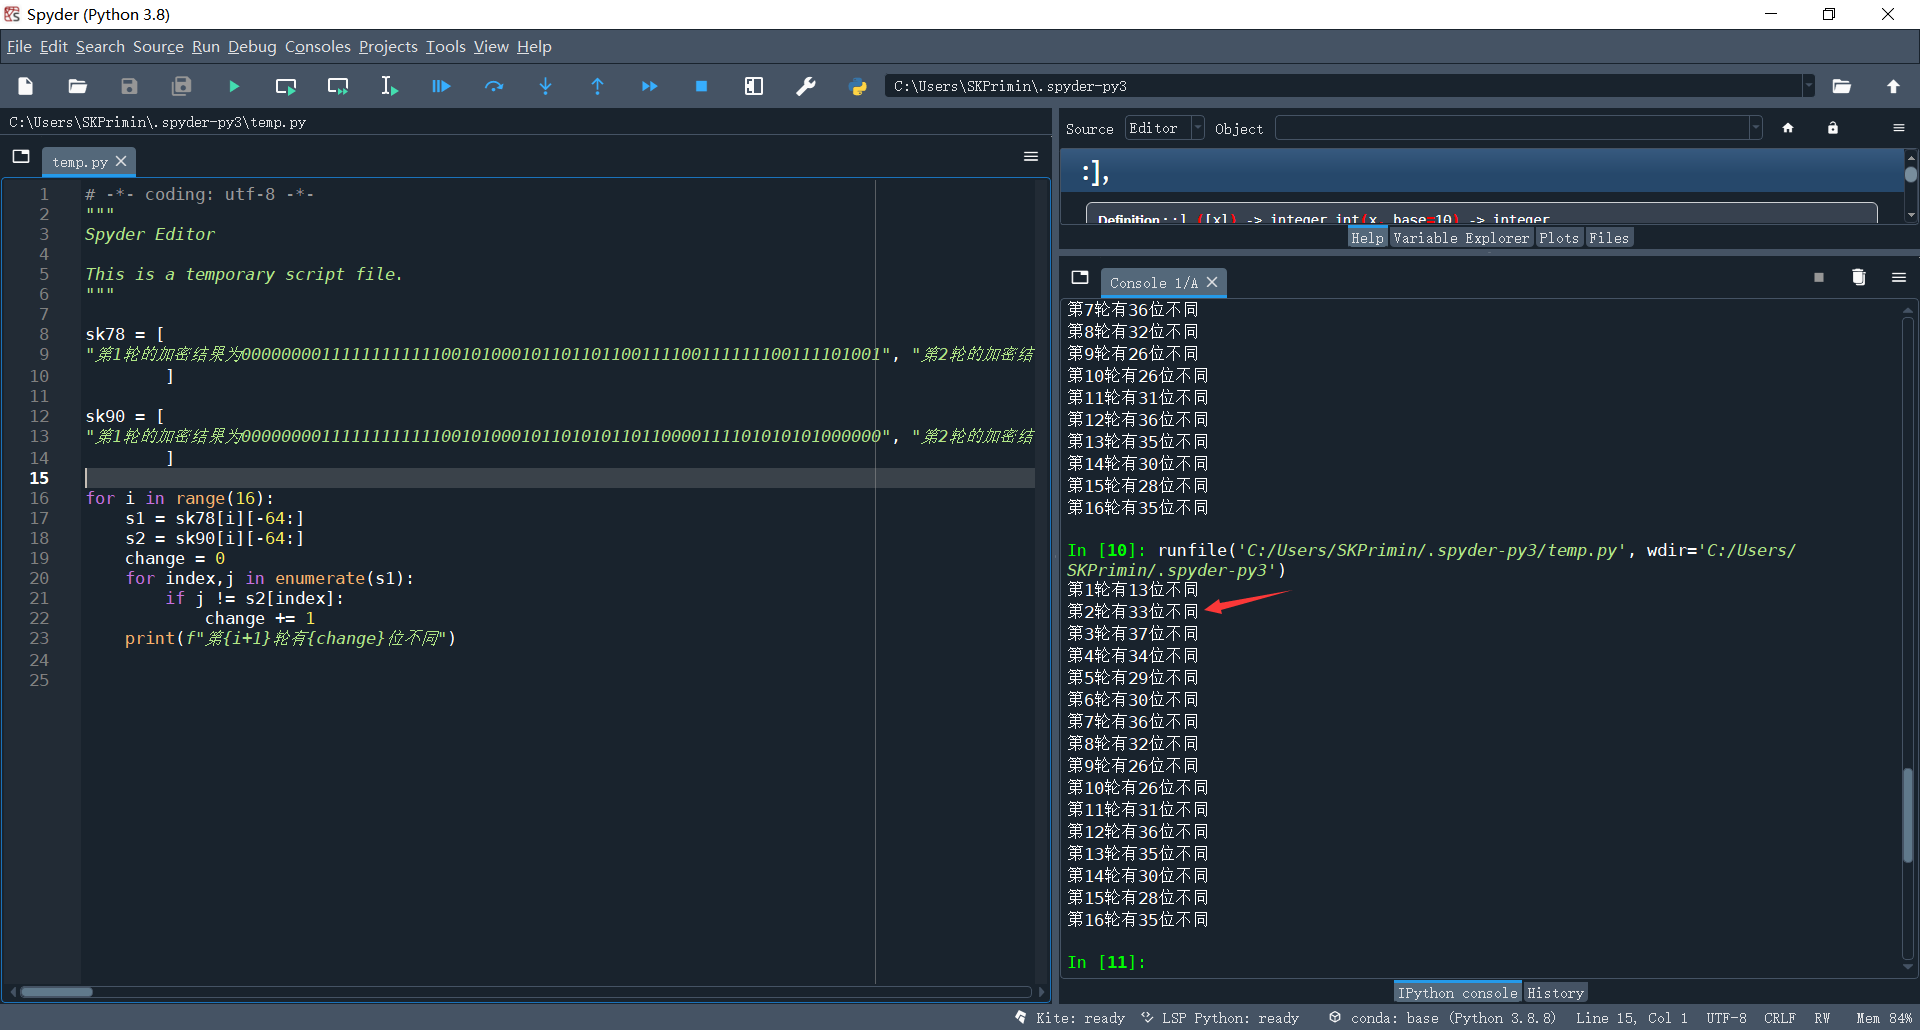 Spyder (Python 3.8)
File Edit Search Source Run Debug Consoles Projects Tools View Help
C:\Users\SKPrimin\.spyder-py3
C:\Users\SKPrimin\.spyder-py3\temp.py
temp.py
1 # -*- coding: utf-8 -*-
2 """
3 Spyder Editor
4
5 This is a temporary script file.
6 """
7
8 sk78 = [
9 "第1轮的加密结果为0000000011111111111100101000101101101100111100111111100111101001", "第2轮的加密结
10 ]
11
12 sk90 = [
13 "第1轮的加密结果为0000000011111111111100101000101101010110110000111101010101000000", "第2轮的加密结
14 ]
15
16 for i in range(16):
17 s1 = sk78[i][-64:]
18 s2 = sk90[i][-64:]
19 change = 0
20 for index,j in enumerate(s1):
21 if j != s2[index]:
22 change += 1
23 print(f"第{i+1}轮有{change}位不同")
24
25
Source Editor Object
:],
Definition : :] ([x]) -> integer int(x, base=10) -> integer
Help Variable Explorer Plots Files
Console 1/A
第7轮有36位不同
第8轮有32位不同
第9轮有26位不同
第10轮有26位不同
第11轮有31位不同
第12轮有36位不同
第13轮有35位不同
第14轮有30位不同
第15轮有28位不同
第16轮有35位不同
In [10]: runfile('C:/Users/SKPrimin/.spyder-py3/temp.py', wdir='C:/Users/
SKPrimin/.spyder-py3')
第1轮有13位不同
第2轮有33位不同
第3轮有37位不同
第4轮有34位不同
第5轮有29位不同
第6轮有30位不同
第7轮有36位不同
第8轮有32位不同
第9轮有26位不同
第10轮有26位不同
第11轮有31位不同
第12轮有36位不同
第13轮有35位不同
第14轮有30位不同
第15轮有28位不同
第16轮有35位不同
In [11]:
IPython console History
Kite: ready LSP Python: ready conda: base (Python 3.8.8) Line 15, Col 1 UTF-8 CRLF RW Mem 84%